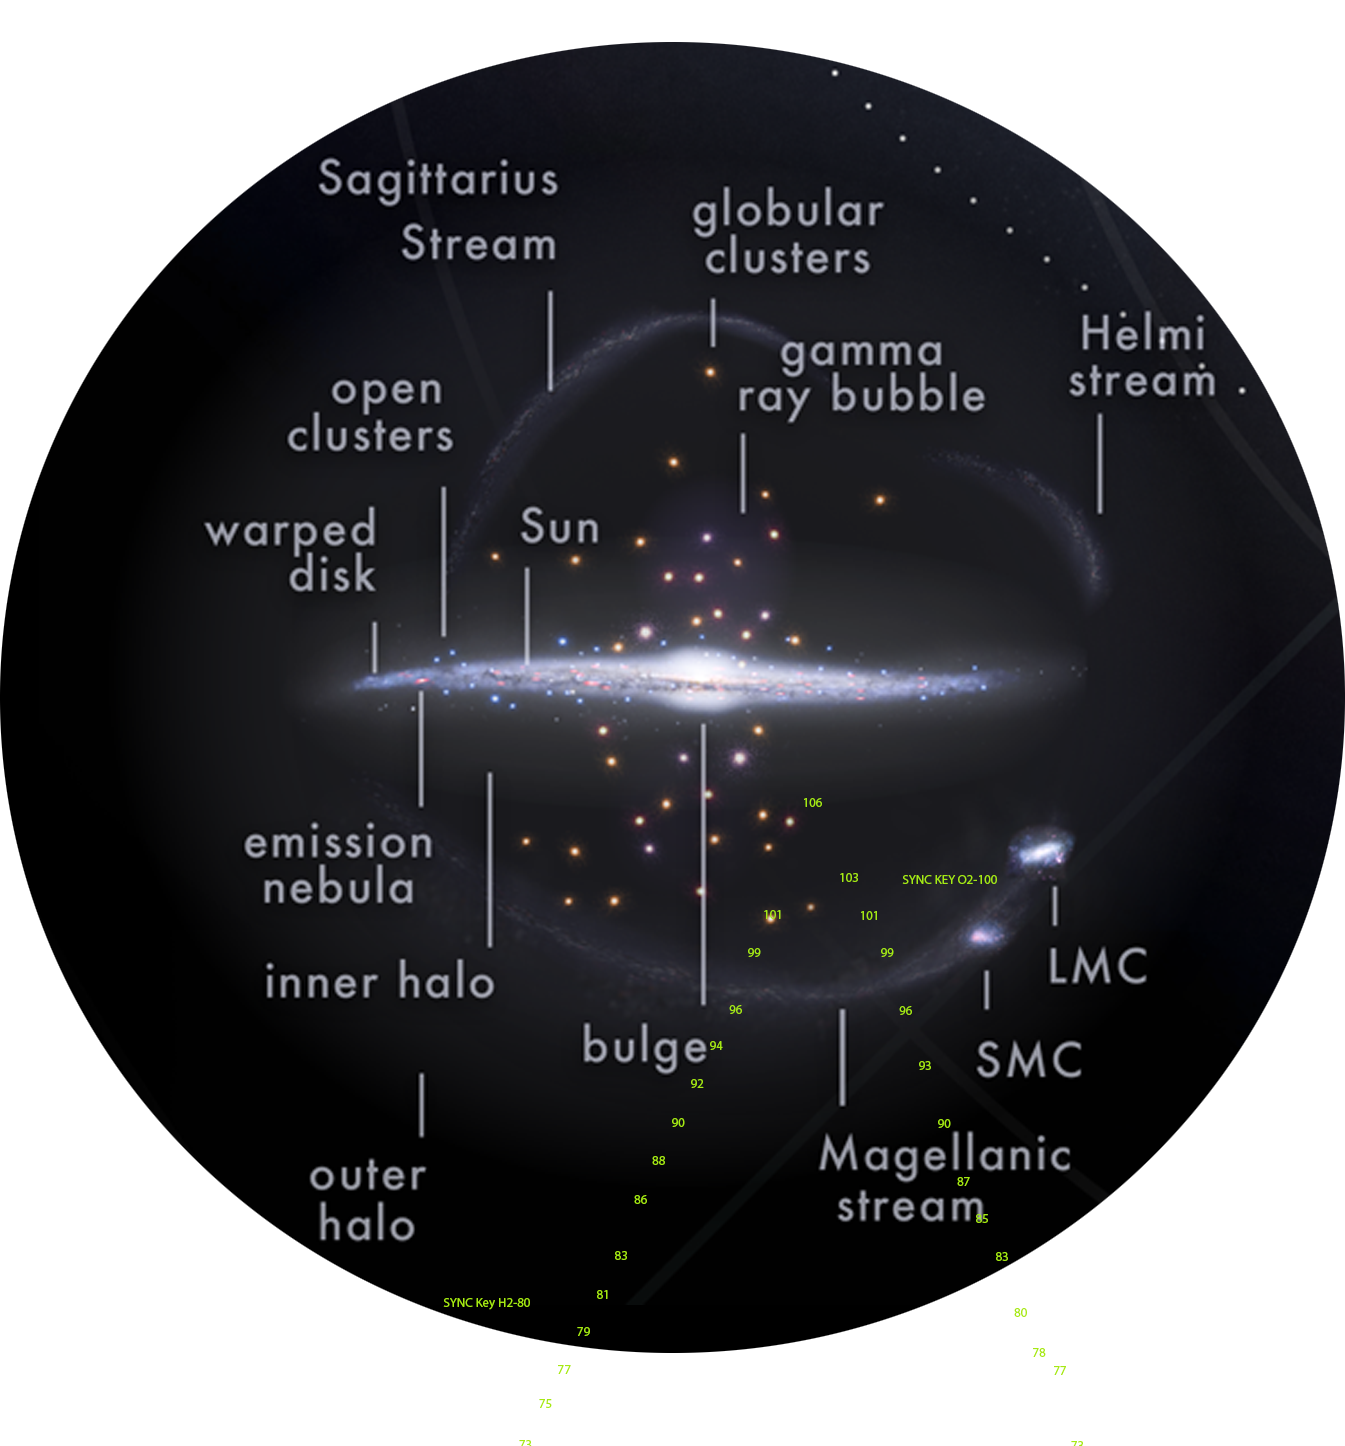 Sagittarius
Stream
globular
clusters
gamma
ray bubble
Helmi
stream
open
clusters
warped
disk
Sun
emission
nebula
inner halo
outer
halo
bulge
LMC
SMC
Magellanic
stream
106
103
SYNC KEY O2-100
101
101
99
99
96
96
94
93
92
90
90
88
87
86
85
83
83
81
SYNC Key H2-80
80
79
78
77
77
75
73
73